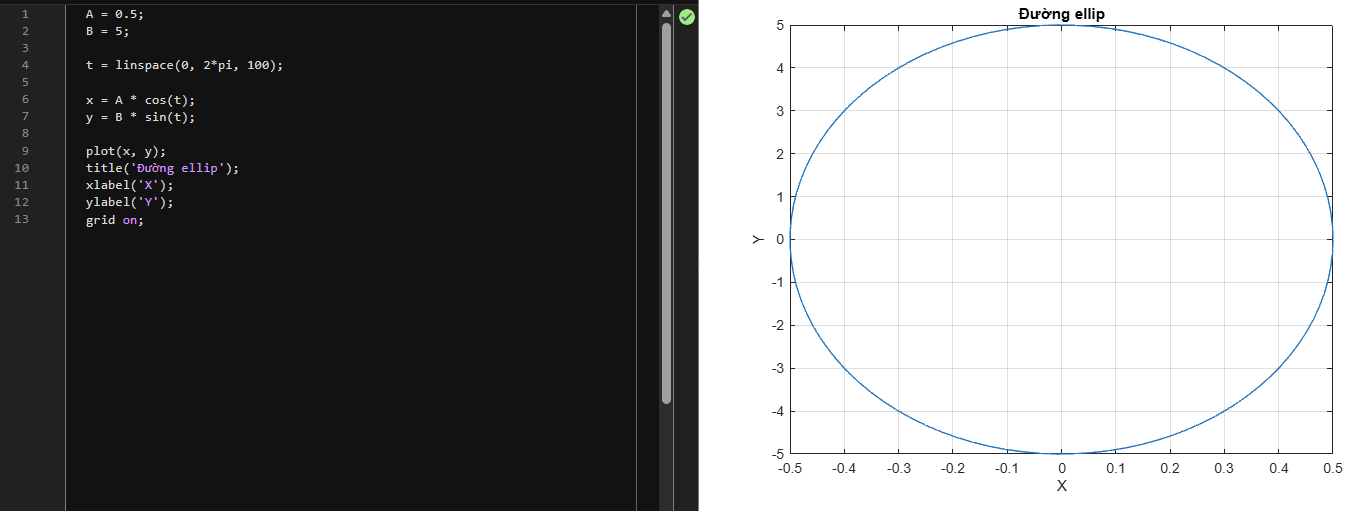 1 A = 0.5;
2 B = 5;
3
4 t = linspace(0, 2*pi, 100);
5
6 x = A * cos(t);
7 y = B * sin(t);
8
9 plot(x, y);
10 title('Đường ellip');
11 xlabel('X');
12 ylabel('Y');
13 grid on;
Đường ellip
5
4
3
2
1
0
-1
-2
-3
-4
-5
Y
-0.5 -0.4 -0.3 -0.2 -0.1 0 0.1 0.2 0.3 0.4 0.5
X